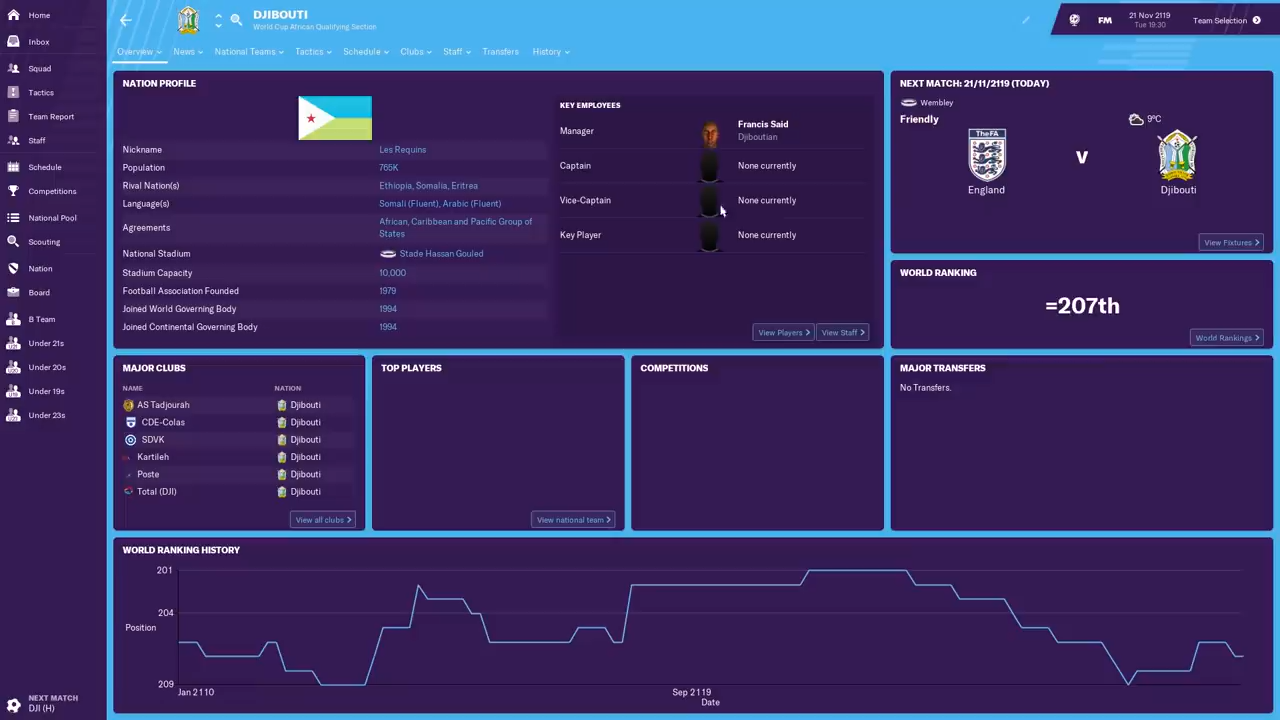 Home
Inbox
Squad
Tactics
Team Report
Staff
Schedule
Competitions
National Pool
Scouting
Nation
Board
B Team
Under 21s
Under 20s
Under 19s
Under 23s
NEXT MATCH
DJI (H)
DJIBOUTI
World Cup African Qualifying Section
FM
21 Nov 2119
Tue 19:30
Team Selection
Overview
News
National Teams
Tactics
Schedule
Clubs
Staff
Transfers
History
NATION PROFILE
Nickname Les Requins
Population 765K
Rival Nation(s) Ethiopia, Somalia, Eritrea
Language(s) Somali (Fluent), Arabic (Fluent)
Agreements African, Caribbean and Pacific Group of
States
National Stadium Stade Hassan Gouled
Stadium Capacity 10,000
Football Association Founded 1979
Joined World Governing Body 1994
Joined Continental Governing Body 1994
KEY EMPLOYEES
Manager Francis Said
Djiboutian
Captain None currently
Vice-Captain None currently
Key Player None currently
View Players
View Staff
NEXT MATCH: 21/11/2119 (TODAY)
Wembley
Friendly
9°C
TheFA
V
England
Djibouti
View Fixtures
WORLD RANKING
=207th
World Rankings
MAJOR CLUBS
NAME NATION
AS Tadjourah Djibouti
CDE-Colas Djibouti
SDVK Djibouti
Kartileh Djibouti
Poste Djibouti
Total (DJI) Djibouti
View all clubs
TOP PLAYERS
View national team
COMPETITIONS
MAJOR TRANSFERS
No Transfers.
WORLD RANKING HISTORY
201
204
Position
209
Jan 2110
Sep 2119
Date